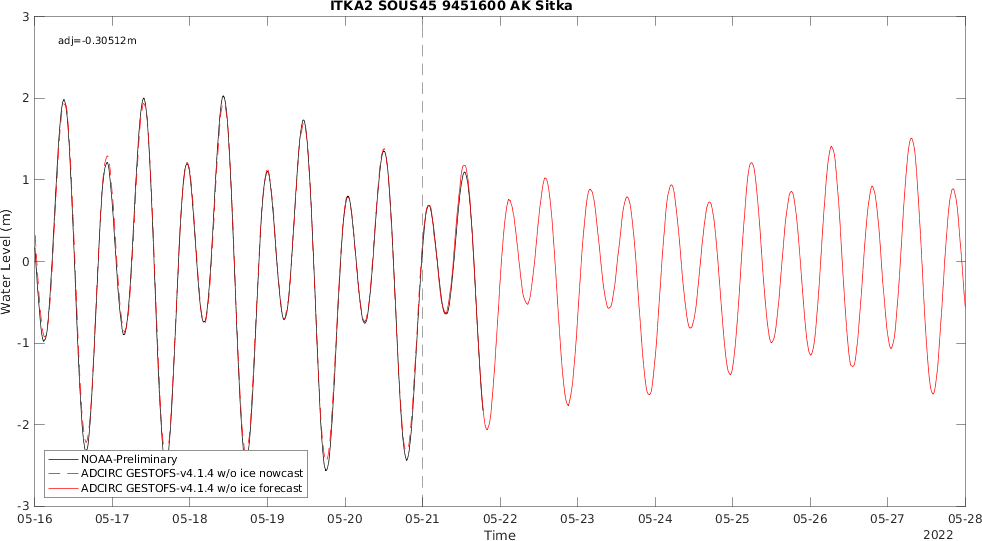 ITKA2 SOUS45 9451600 AK Sitka
adj=-0.30512m
3
2
1
0
-1
-2
-3
Water Level (m)
NOAA-Preliminary
ADCIRC GESTOFS-v4.1.4 w/o ice nowcast
ADCIRC GESTOFS-v4.1.4 w/o ice forecast
05-16 05-17 05-18 05-19 05-20 05-21 05-22 05-23 05-24 05-25 05-26 05-27 05-28
Time
2022